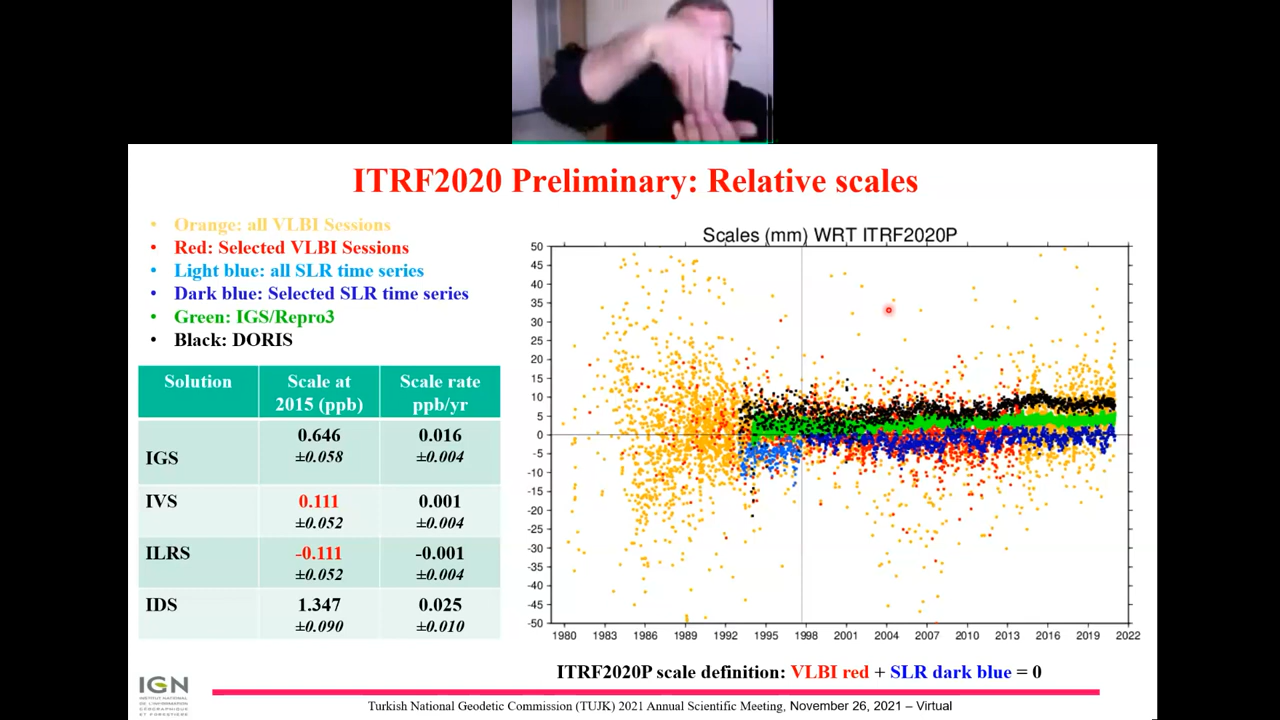 ITRF2020 Preliminary: Relative scales
• Orange: all VLBI Sessions
• Red: Selected VLBI Sessions
• Light blue: all SLR time series
• Dark blue: Selected SLR time series
• Green: IGS/Repro3
• Black: DORIS
Solution Scale at 2015 (ppb) Scale rate ppb/yr
IGS 0.646 ±0.058 0.016 ±0.004
IVS 0.111 ±0.052 0.001 ±0.004
ILRS -0.111 ±0.052 -0.001 ±0.004
IDS 1.347 ±0.090 0.025 ±0.010
Scales (mm) WRT ITRF2020P
50
45
40
35
30
25
20
15
10
5
0
-5
-10
-15
-20
-25
-30
-35
-40
-45
-50
1980 1983 1986 1989 1992 1995 1998 2001 2004 2007 2010 2013 2016 2019 2022
ITRF2020P scale definition: VLBI red + SLR dark blue = 0
IGN
INSTITUT NATIONAL
DE L'INFORMATION
GÉOGRAPHIQUE
ET FORESTIÈRE
Turkish National Geodetic Commission (TUJK) 2021 Annual Scientific Meeting, November 26, 2021 – Virtual